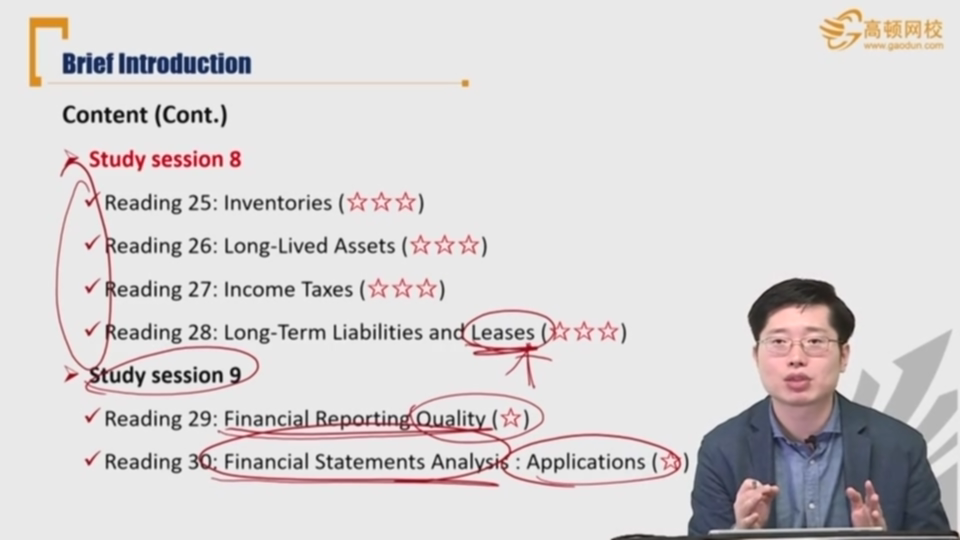 高顿网校
www.gaodun.com
Brief Introduction
Content (Cont.)
Study session 8
Reading 25: Inventories (☆☆☆)
Reading 26: Long-Lived Assets (☆☆☆)
Reading 27: Income Taxes (☆☆☆)
Reading 28: Long-Term Liabilities and Leases (☆☆☆)
Study session 9
Reading 29: Financial Reporting Quality (☆)
Reading 30: Financial Statements Analysis : Applications (☆)